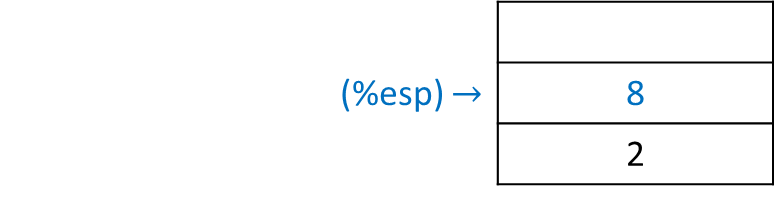 (%esp) → 8
2